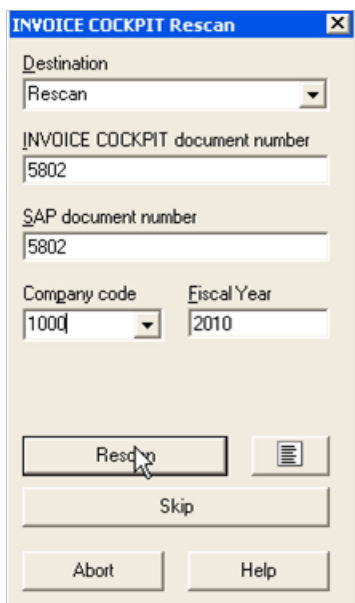 INVOICE COCKPIT Rescan
Destination
Rescan
INVOICE COCKPIT document number
5802
SAP document number
5802
Company code Fiscal Year
1000 2010
Rescan
Skip
Abort Help